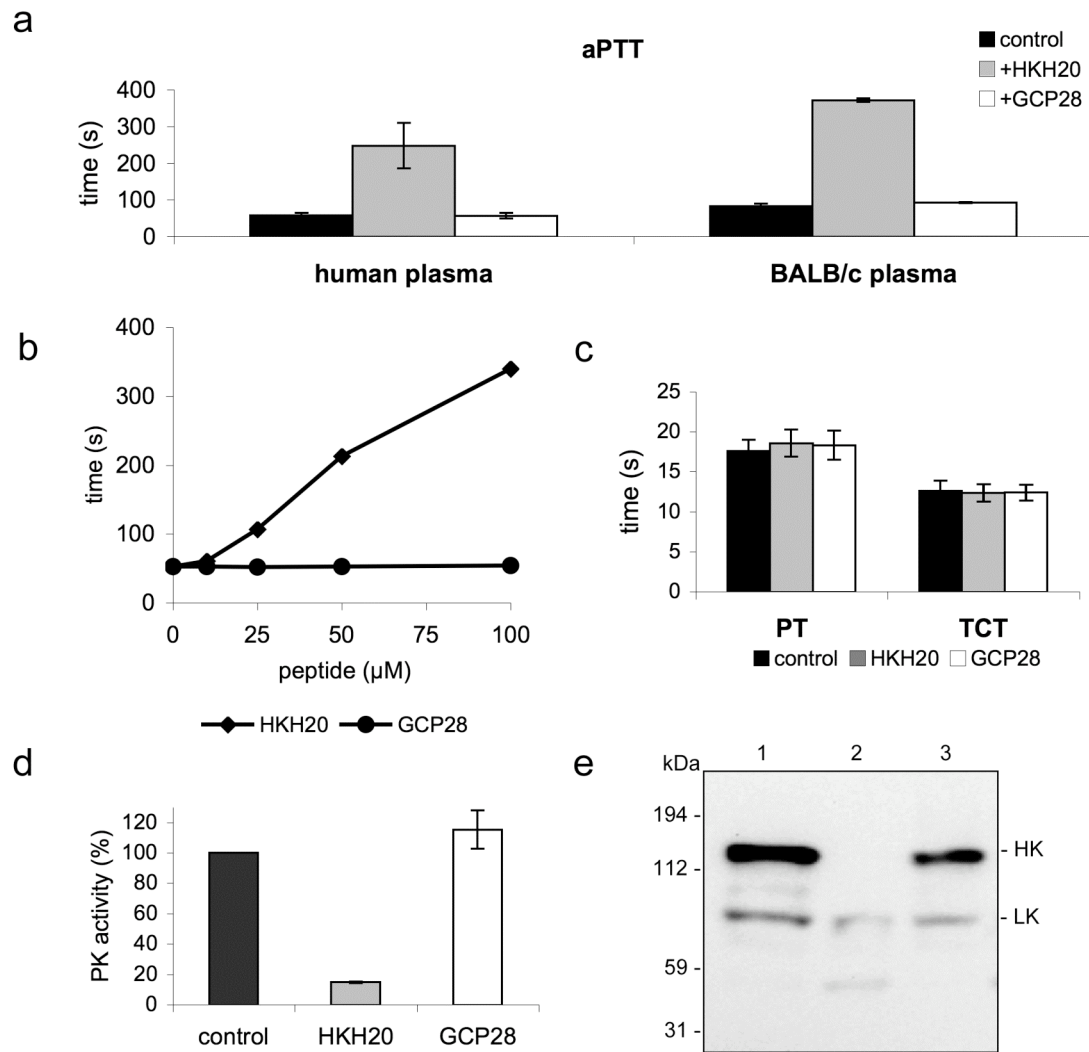 a
aPTT
control
+HKH20
+GCP28
time (s)
400
300
200
100
0
human plasma BALB/c plasma
b
time (s)
400
300
200
100
0
0 25 50 75 100
peptide (µM)
HKH20 GCP28
c
time (s)
25
20
15
10
5
0
PT TCT
control HKH20 GCP28
d
PK activity (%)
120
100
80
60
40
20
0
control HKH20 GCP28
e
kDa 1 2 3
194 -
112 -
59 -
31 -
- HK
- LK